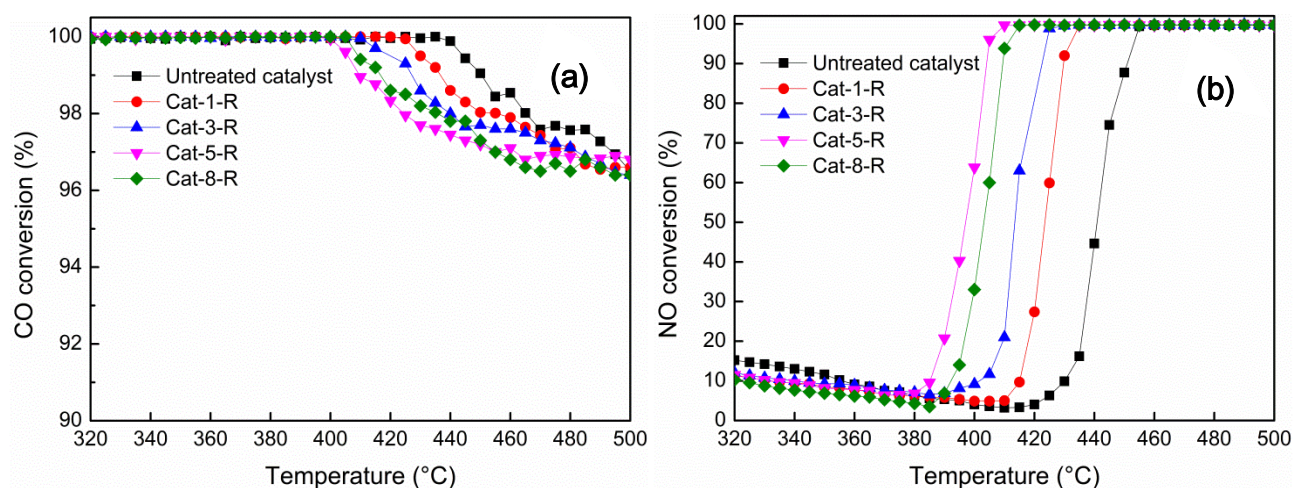 100
98
96
94
92
90
CO conversion (%)
(a)
Untreated catalyst
Cat-1-R
Cat-3-R
Cat-5-R
Cat-8-R
320 340 360 380 400 420 440 460 480 500
Temperature (°C)
100
90
80
70
60
50
40
30
20
10
0
NO conversion (%)
(b)
Untreated catalyst
Cat-1-R
Cat-3-R
Cat-5-R
Cat-8-R
320 340 360 380 400 420 440 460 480 500
Temperature (°C)